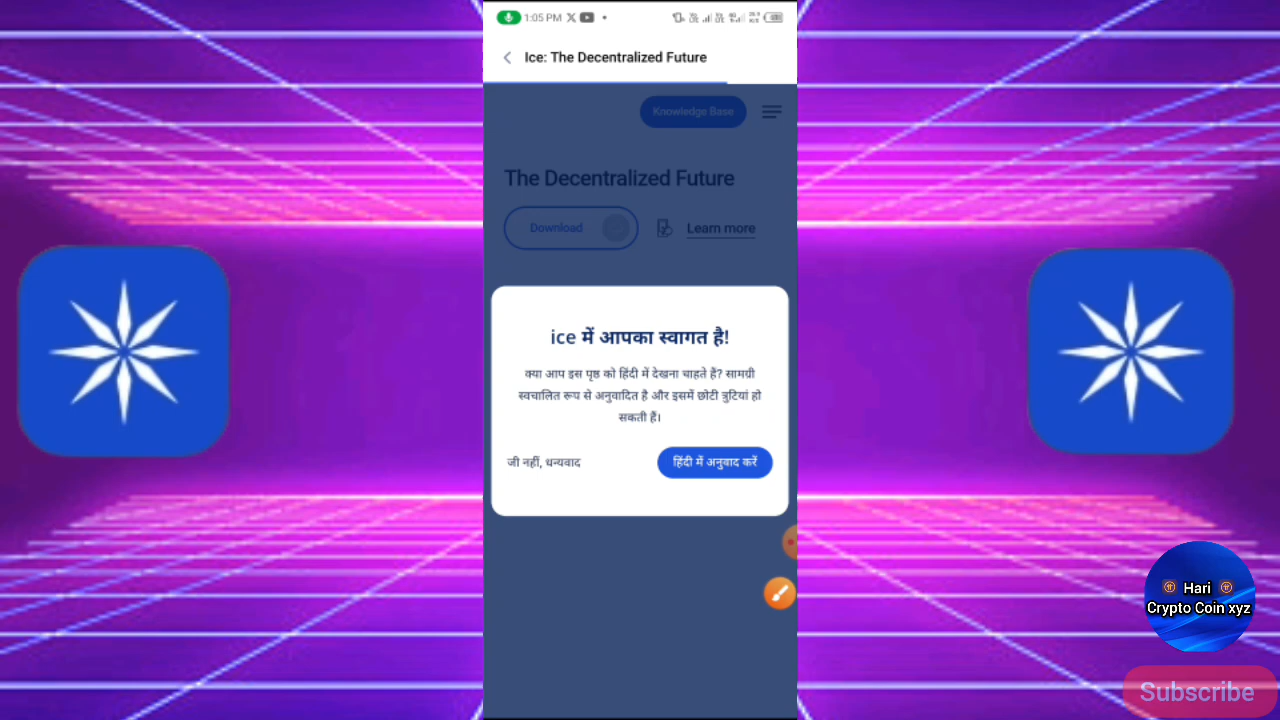 1:05 PM
Ice: The Decentralized Future
Knowledge Base
The Decentralized Future
Download
Learn more
ice में आपका स्वागत है!
क्या आप इस पृष्ठ को हिंदी में देखना चाहते हैं? सामग्री
स्वचालित रूप से अनुवादित है और इसमें छोटी त्रुटियां हो
सकती हैं।
जी नहीं, धन्यवाद
हिंदी में अनुवाद करें
Hari
Crypto Coin xyz
Subscribe